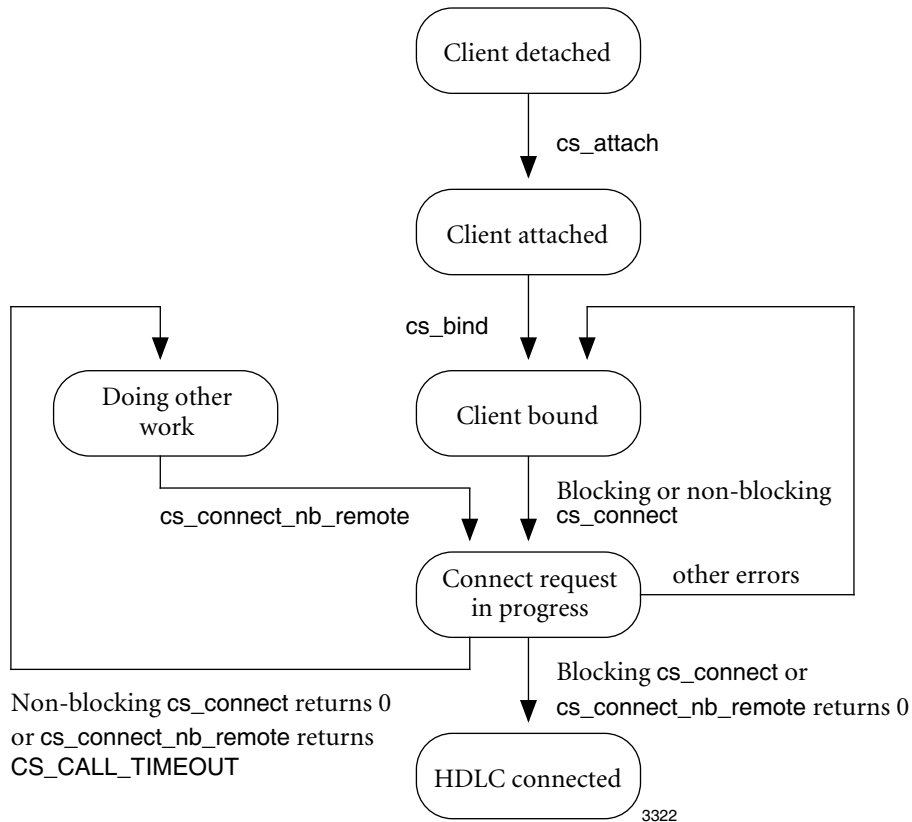 Client detached
cs_attach
Client attached
cs_bind
Doing other
work
Client bound
cs_connect_nb_remote
Blocking or non-blocking
cs_connect
Connect request
in progress
other errors
Non-blocking cs_connect returns 0
or cs_connect_nb_remote returns
CS_CALL_TIMEOUT
Blocking cs_connect or
cs_connect_nb_remote returns 0
HDLC connected
3322